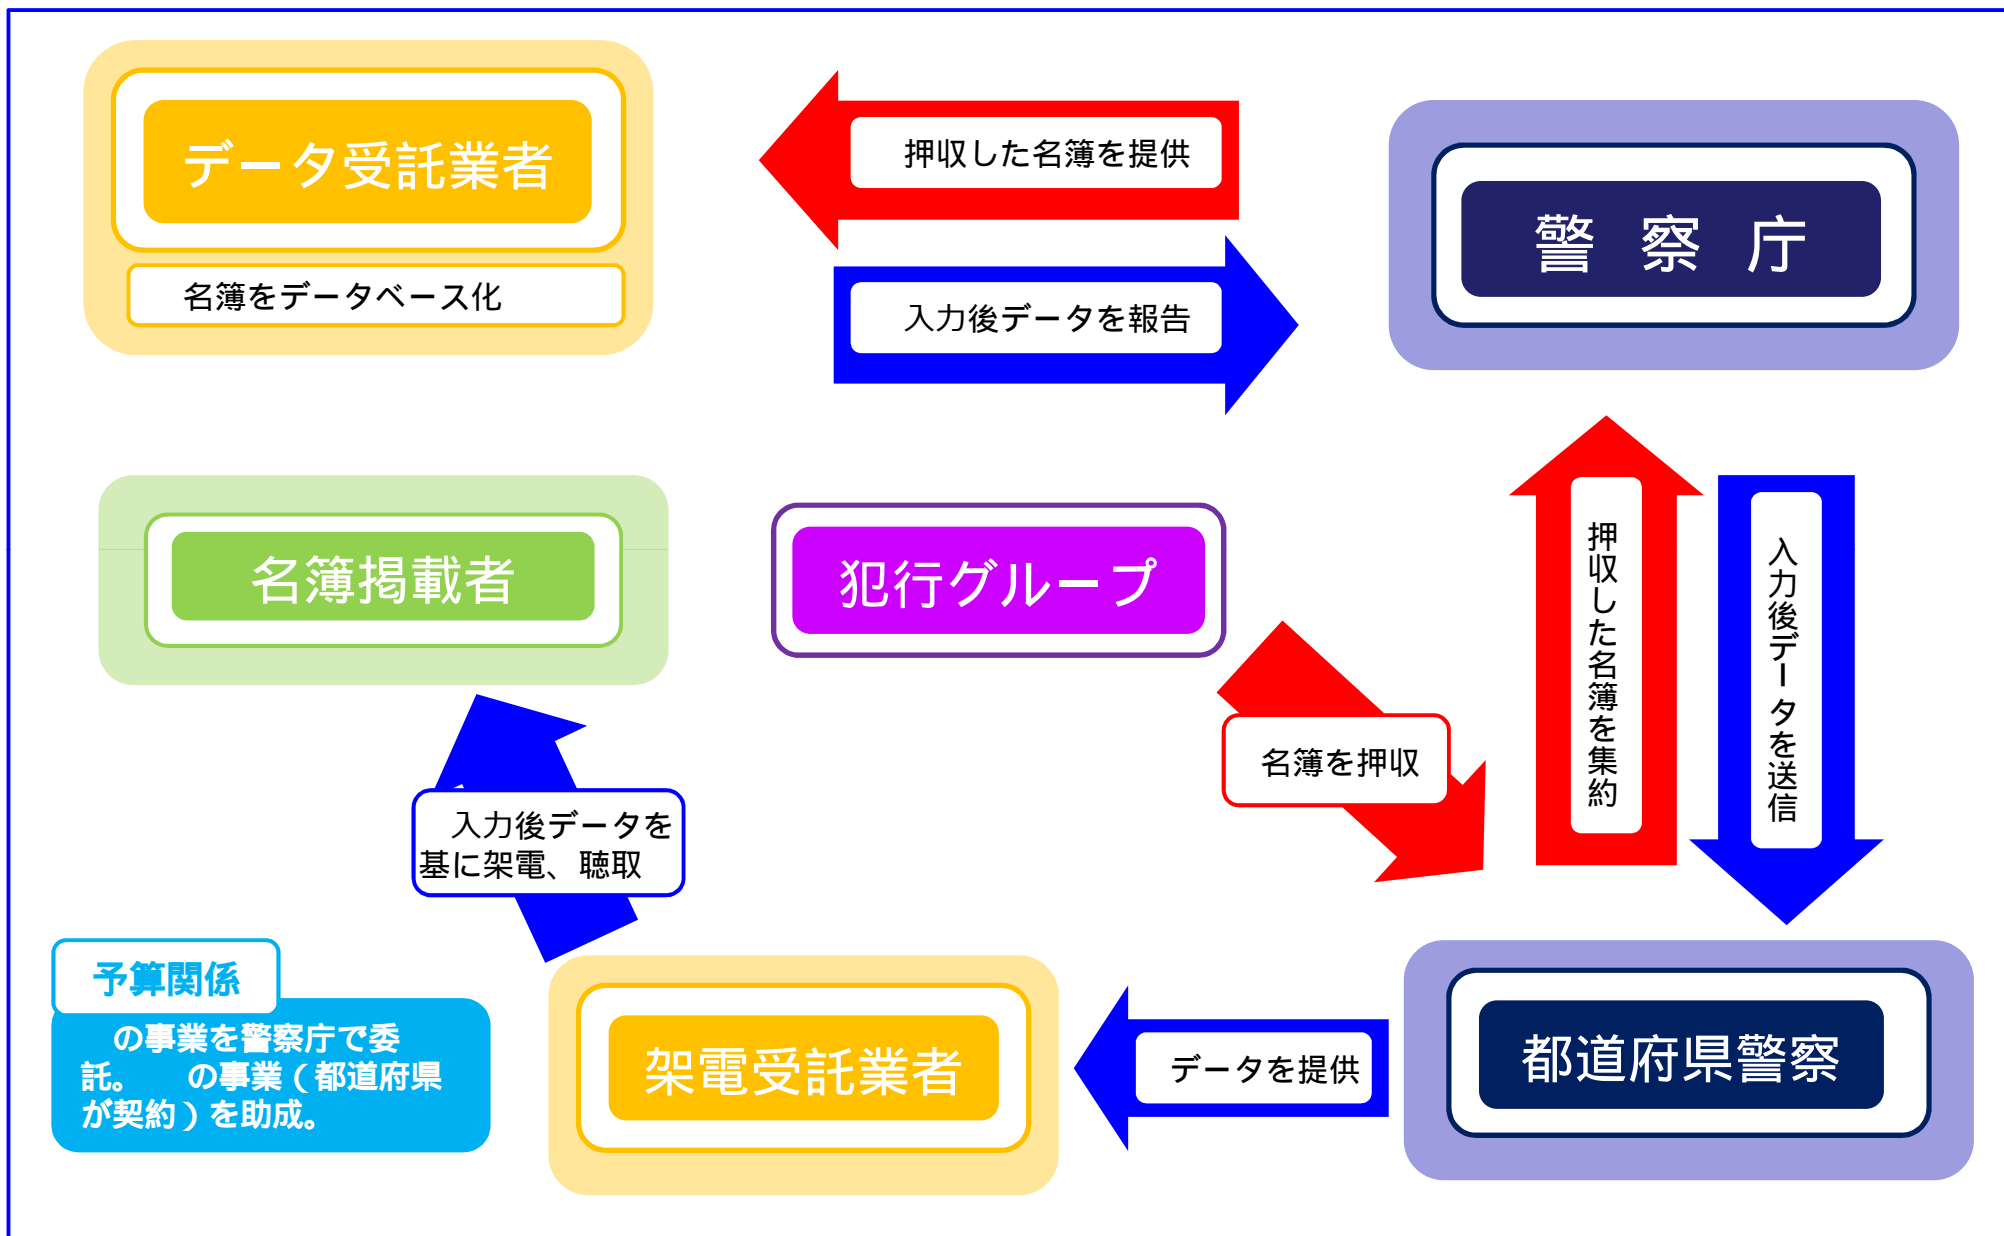 データ受託業者
名簿をデータベース化
押収した名簿を提供
入力後データを報告
警察庁
名簿掲載者
犯行グループ
名簿を押収
押収した名簿を集約
入力後データを送信
入力後データを
基に架電、聴取
予算関係
の事業を警察庁で委
託。 の事業(都道府県
が契約)を助成。
架電受託業者
データを提供
都道府県警察